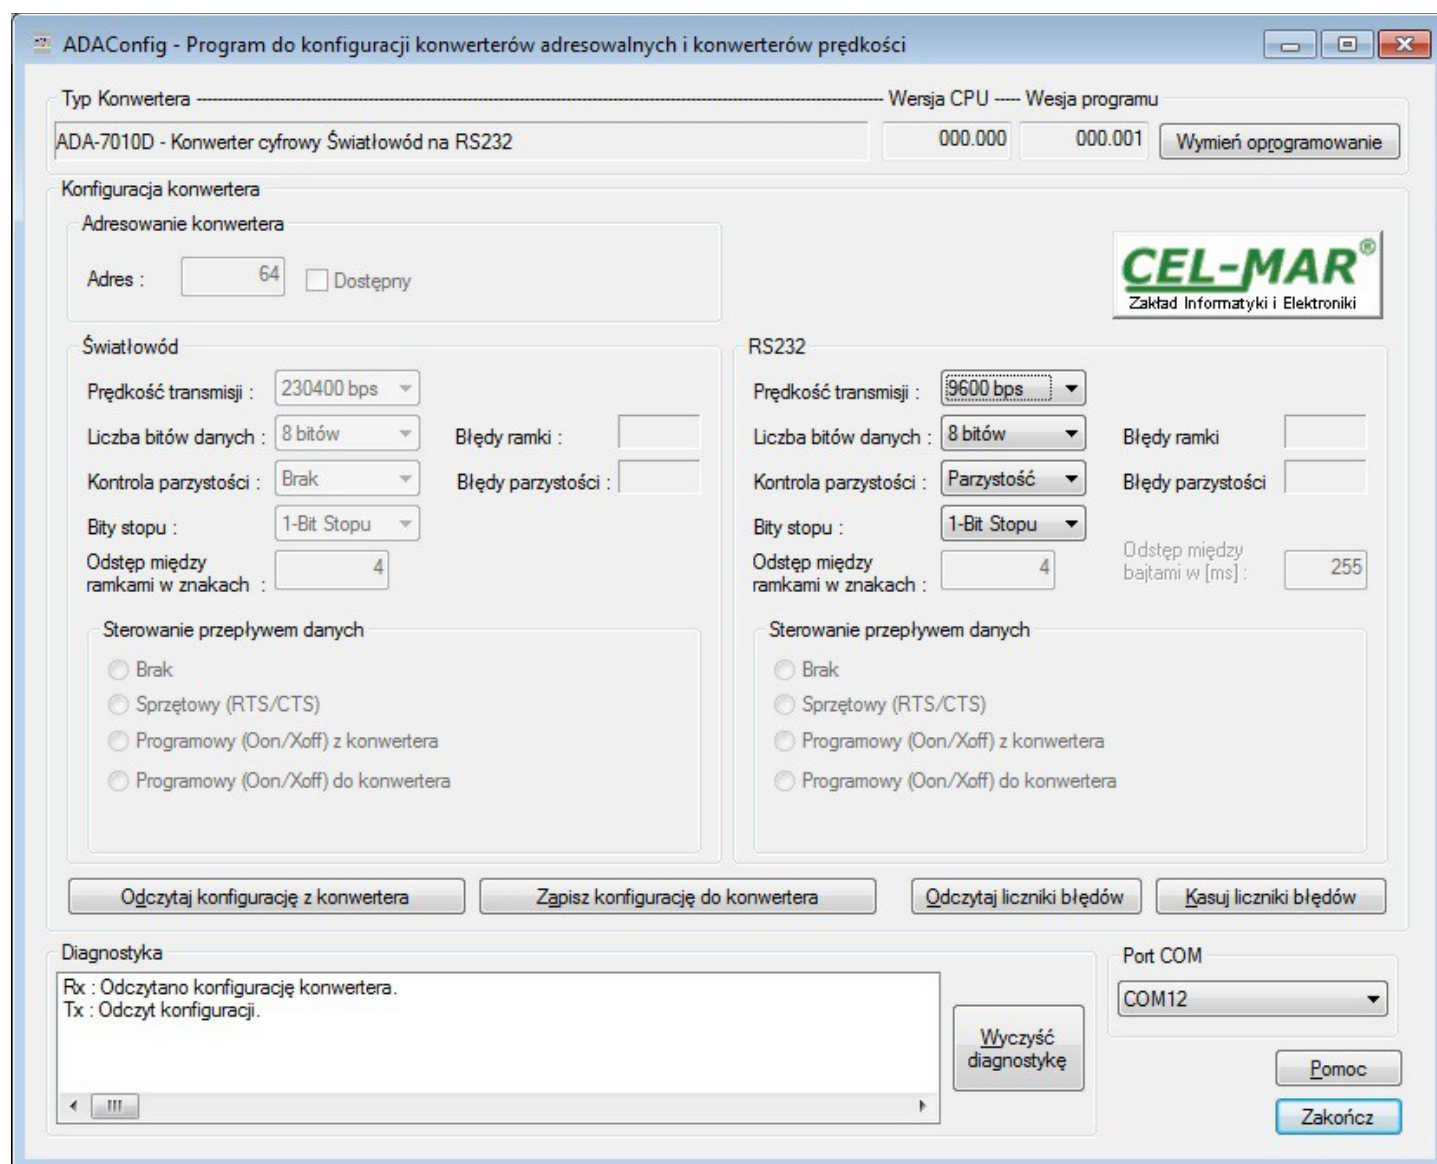 ADAConfig - Program do konfiguracji konwerterów adresowalnych i konwerterów prędkości
Typ Konwertera Wersja CPU Wesja programu
ADA-7010D - Konwerter cyfrowy Światłowód na RS232 000.000 000.001 Wymień oprogramowanie
Konfiguracja konwertera
Adresowanie konwertera
Adres : 64 Dostępny
CEL-MAR®
Zakład Informatyki i Elektroniki
Światłowód RS232
Prędkość transmisji : 230400 bps Prędkość transmisji : 9600 bps
Liczba bitów danych : 8 bitów Błędy ramki : Liczba bitów danych : 8 bitów Błędy ramki
Kontrola parzystości : Brak Błędy parzystości : Kontrola parzystości : Parzystość Błędy parzystości
Bity stopu : 1-Bit Stopu Bity stopu : 1-Bit Stopu
Odstęp między Odstęp między Odstęp między
ramkami w znakach : 4 ramkami w znakach : 4 bajtami w [ms] : 255
Sterowanie przepływem danych Sterowanie przepływem danych
Brak Brak
Sprzętowy (RTS/CTS) Sprzętowy (RTS/CTS)
Programowy (Oon/Xoff) z konwertera Programowy (Oon/Xoff) z konwertera
Programowy (Oon/Xoff) do konwertera Programowy (Oon/Xoff) do konwertera
Odczytaj konfigurację z konwertera Zapisz konfigurację do konwertera Odczytaj liczniki błędów Kasuj liczniki błędów
Diagnostyka Port COM
Rx : Odczytano konfigurację konwertera.
Tx : Odczyt konfiguracji.
COM12
Wyczyść
diagnostykę
Pomoc
Zakończ